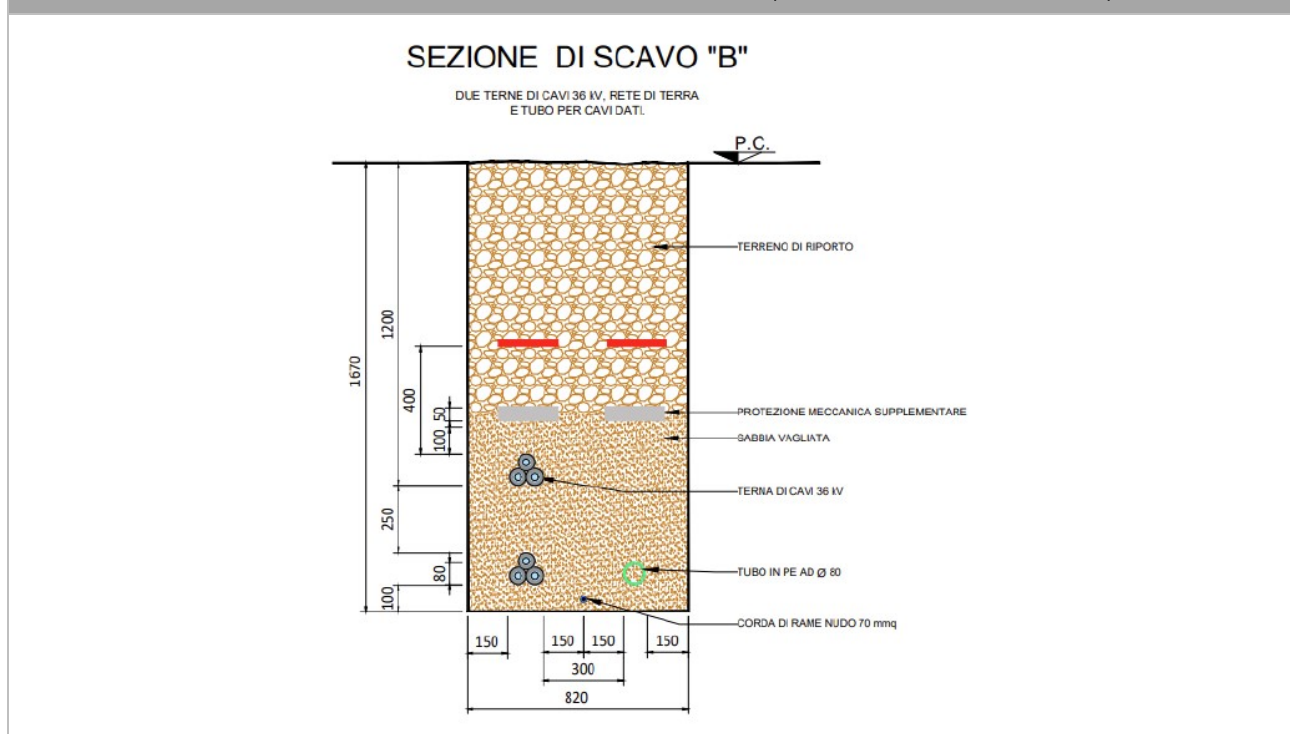 SEZIONE DI SCAVO "B"
DUE TERNE DI CAVI 36 kV, RETE DI TERRA
E TUBO PER CAVI DATI.
P.C.
TERRENO DI RIPORTO
1200
1670
400
50
PROTEZIONE MECCANICA SUPPLEMENTARE
100
SABBIA VAGLIATA
TERNA DI CAVI 36 kV
250
80
TUBO IN PE AD Ø 80
100
CORDA DI RAME NUDO 70 mmq
150 150 150 150
300
820